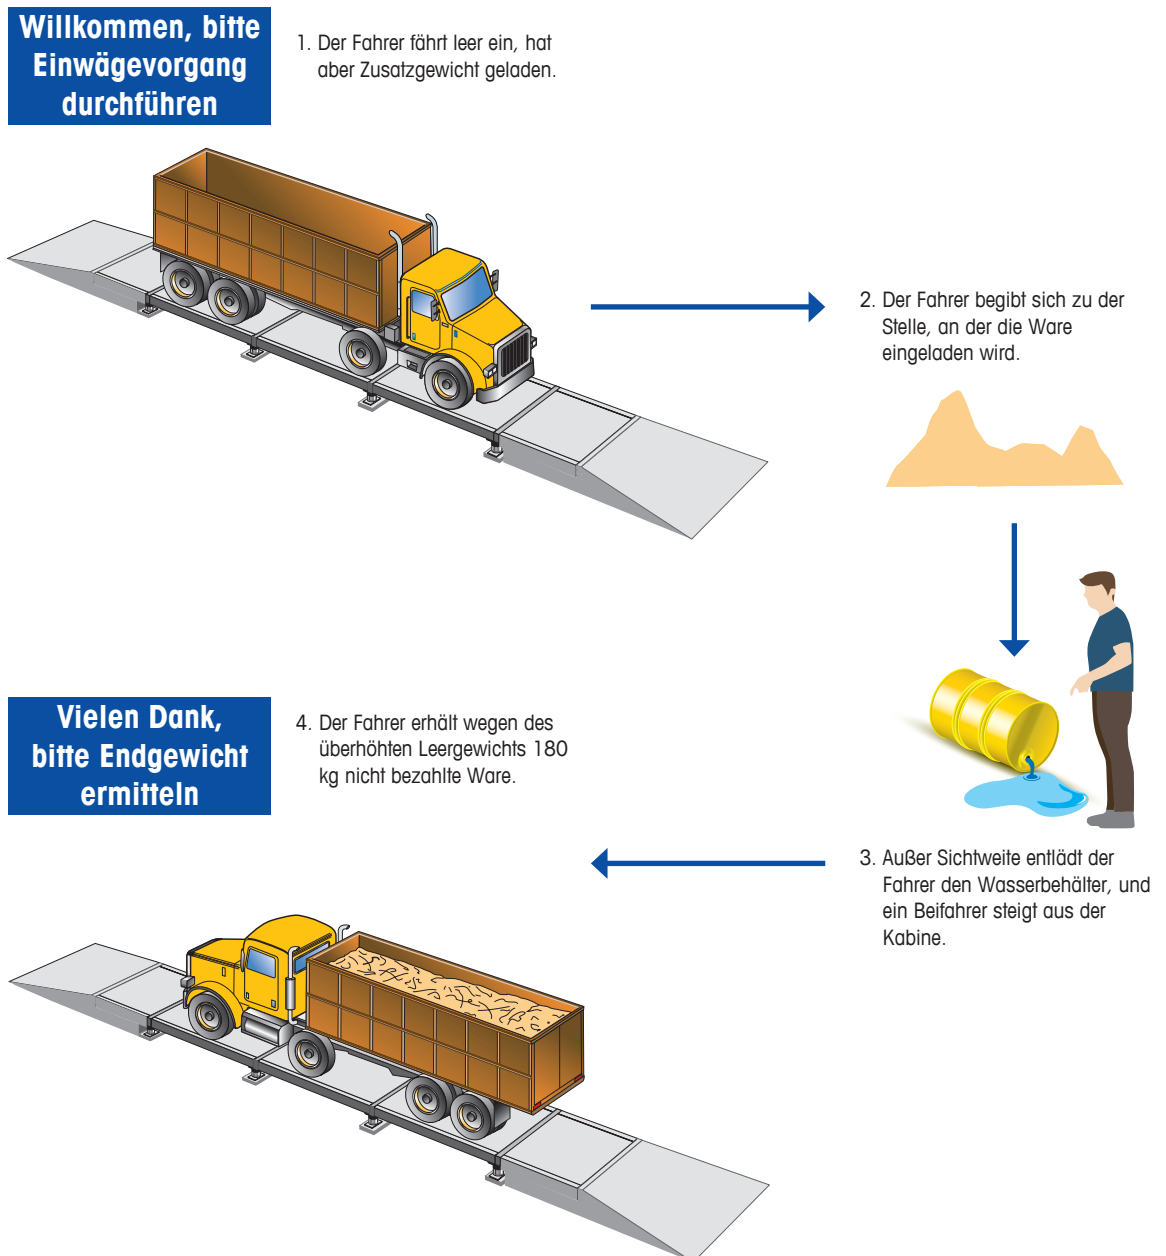 Willkommen, bitte
Einwägevorgang
durchführen
1. Der Fahrer fährt leer ein, hat
aber Zusatzgewicht geladen.
2. Der Fahrer begibt sich zu der
Stelle, an der die Ware
eingeladen wird.
3. Außer Sichtweite entlädt der
Fahrer den Wasserbehälter, und
ein Beifahrer steigt aus der
Kabine.
Vielen Dank,
bitte Endgewicht
ermitteln
4. Der Fahrer erhält wegen des
überhöhten Leergewichts 180
kg nicht bezahlte Ware.